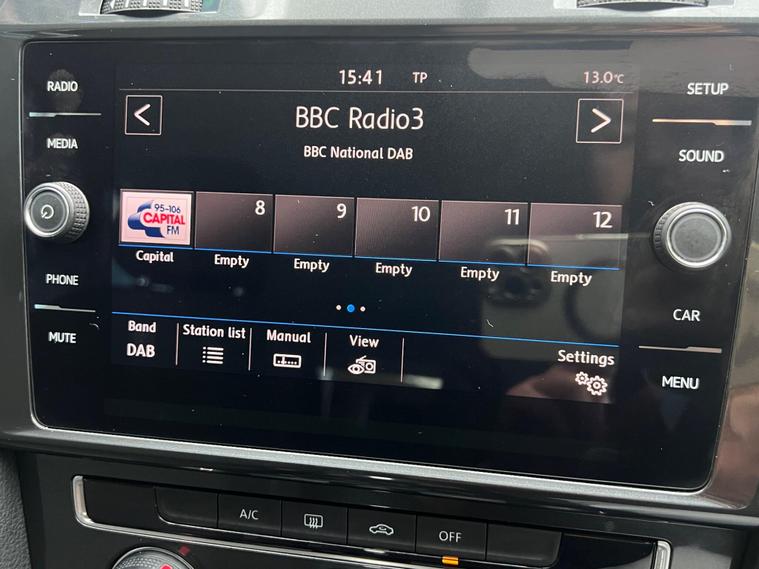 15:41 TP 13.0°C
RADIO
SETUP
BBC Radio3
MEDIA
BBC National DAB
SOUND
95-106
CAPITAL
FM
8
9
10
11
12
Capital
Empty
Empty
Empty
Empty
Empty
PHONE
CAR
Band
DAB
Station list
Manual
View
Settings
MUTE
MENU
A/C
OFF